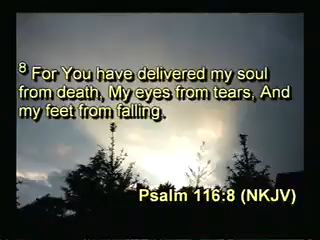 8 For You have delivered my soul
from death, My eyes from tears, And
my feet from falling.
Psalm 116:8 (NKJV)